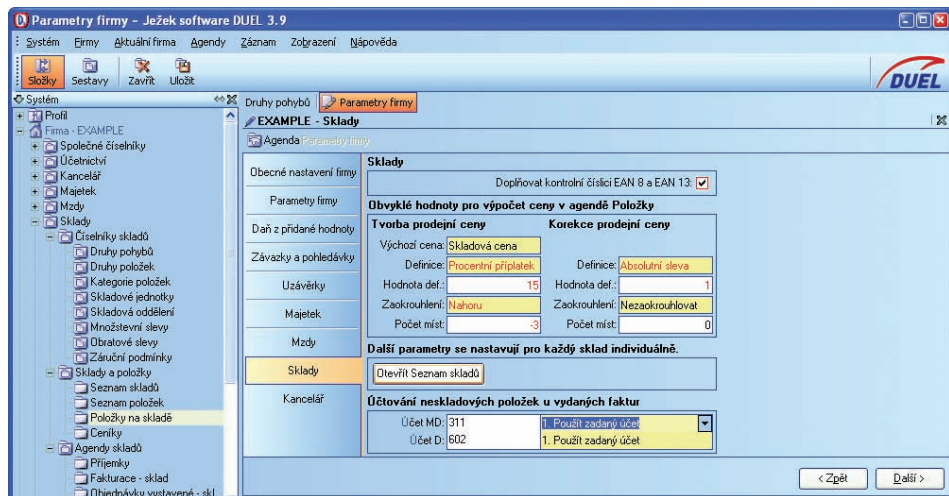 Parametry firmy - Ježek software DUEL 3.9
Systém Firmy Aktuální firma Agendy Záznam Zobrazení Nápověda
Složky Sestavy Zavřít Uložit
DUEL
Systém
Profil
Firma - EXAMPLE
Společné číselníky
Účetnictví
Kancelář
Majetek
Mzdy
Sklady
Číselníky skladů
Druhy pohybů
Druhy položek
Kategorie položek
Skladové jednotky
Skladová oddělení
Množstevní slevy
Obratové slevy
Záruční podmínky
Sklady a položky
Seznam skladů
Seznam položek
Položky na skladě
Ceníky
Agendy skladů
Příjemky
Fakturace - sklad
Objednávky vystavené - skl
Druhy pohybů Parametry firmy
EXAMPLE - Sklady
Agenda Parametry firmy
Obecné nastavení firmy
Parametry firmy
Daň z přidané hodnoty
Závazky a pohledávky
Uzávěrky
Majetek
Mzdy
Sklady
Kancelář
Sklady
Doplňovat kontrolní číslici EAN 8 a EAN 13:
Obvyklé hodnoty pro výpočet ceny v agendě Položky
Tvorba prodejní ceny Korekce prodejní ceny
Výchozí cena: Skladová cena
Definice: Procentní příplatek Definice: Absolutní sleva
Hodnota def.: 15 Hodnota def.: 1
Zaokrouhlení: Nahoru Zaokrouhlení: Nezaokrouhlovat
Počet míst: -3 Počet míst: 0
Další parametry se nastavují pro každý sklad individuálně.
Otevřít Seznam skladů
Účtování neskladových položek u vydaných faktur
Účet MD: 311 1. Použít zadaný účet
Účet D: 602 1. Použít zadaný účet
< Zpět Další >